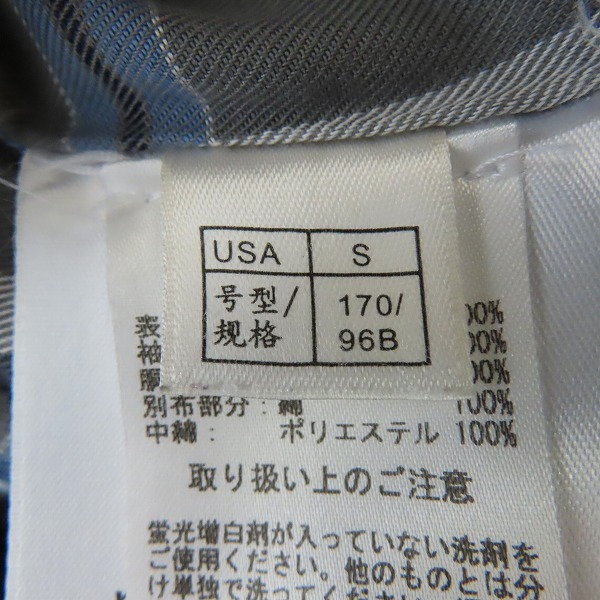 USA S
号型/ 170/
規格 96B
表 00%
袖 00%
胴 00%
別布部分: 綿 100%
中綿: ポリエステル 100%
取り扱い上のご注意
蛍光増白剤が入っていない洗剤を
ご使用ください。他のものとは分
け単独で洗ってください